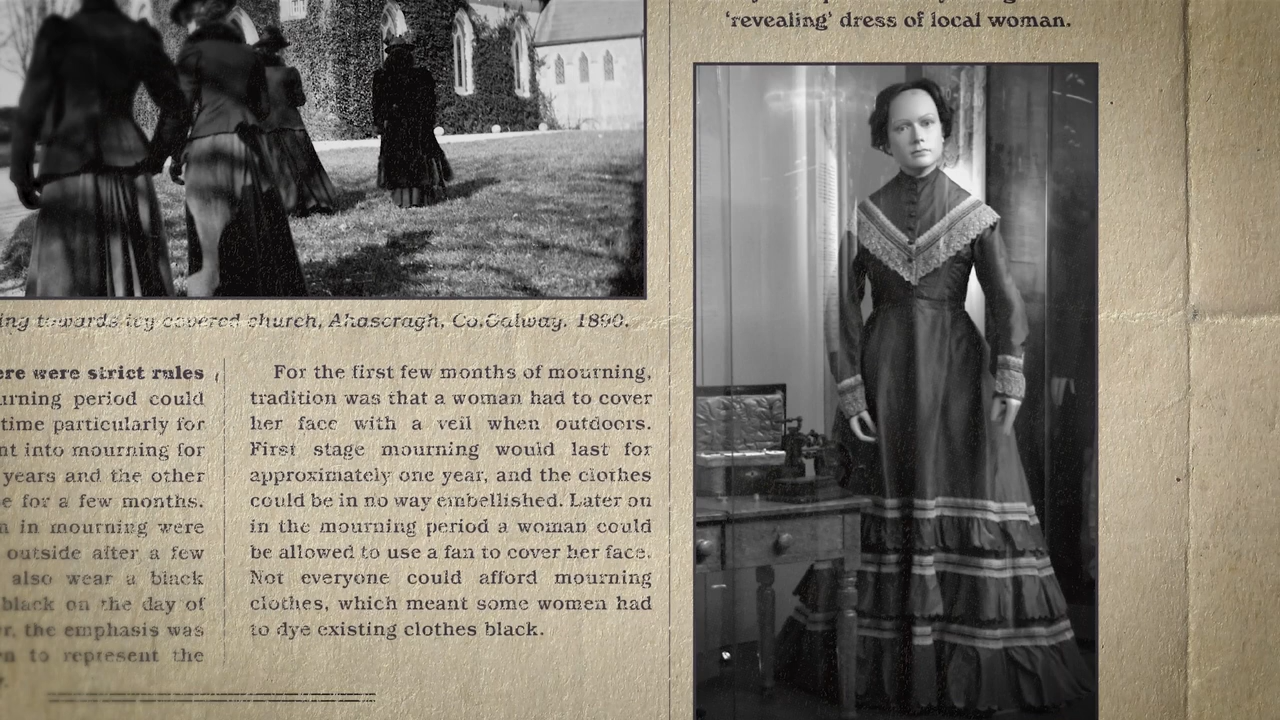 'revealing' dress of local woman.
ing towards ivy covered church, Ahascragh, Co.Galway. 1890.
ere were strict rules
urning period could
time particularly for
nt into mourning for
years and the other
e for a few months.
n in mourning were
outside after a few
also wear a black
black on the day of
r, the emphasis was
n to represent the
For the first few months of mourning,
tradition was that a woman had to cover
her face with a veil when outdoors.
First stage mourning would last for
approximately one year, and the clothes
could be in no way embellished. Later on
in the mourning period a woman could
be allowed to use a fan to cover her face.
Not everyone could afford mourning
clothes, which meant some women had
to dye existing clothes black.